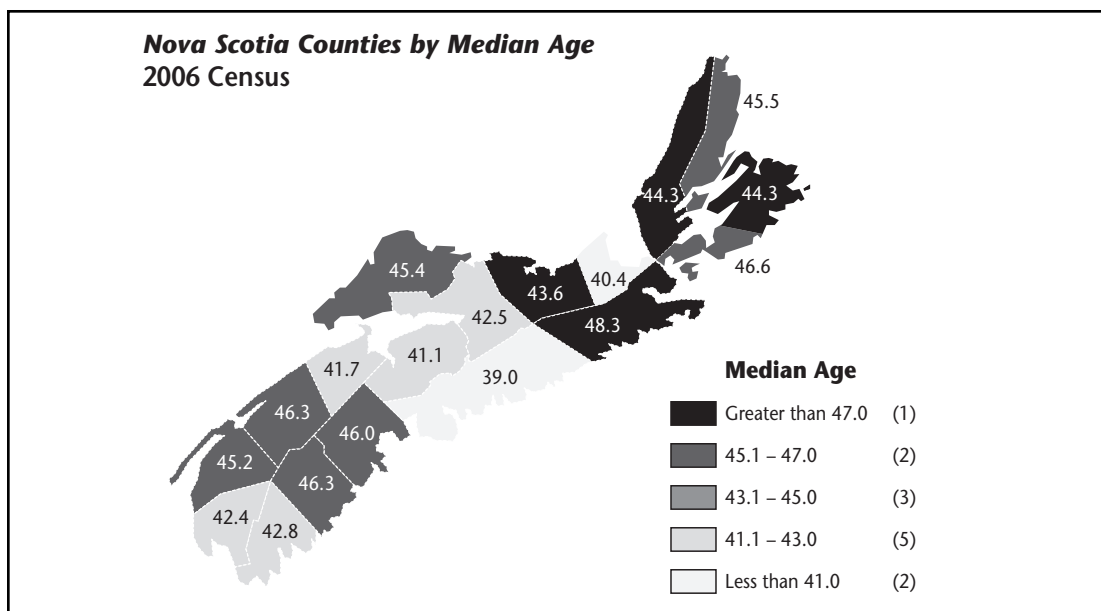 Nova Scotia Counties by Median Age
2006 Census
45.5
44.3
44.3
46.6
45.4
40.4
43.6
42.5
48.3
41.1
41.7
39.0
46.3
46.0
45.2
46.3
42.4
42.8
Median Age
Greater than 47.0 (1)
45.1 – 47.0 (2)
43.1 – 45.0 (3)
41.1 – 43.0 (5)
Less than 41.0 (2)